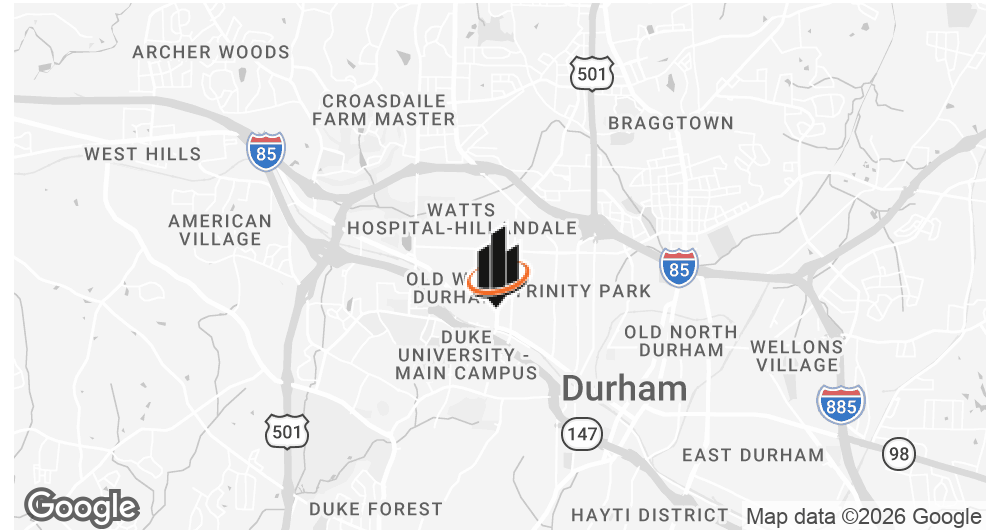 ARCHER WOODS
501
CROASDAILE
FARM MASTER
BRAGGTOWN
85
WEST HILLS
WATTS
HOSPITAL-HILLANDALE
AMERICAN
VILLAGE
85
OLD W
DURHA
TRINITY PARK
OLD NORTH
DURHAM
DUKE
UNIVERSITY -
MAIN CAMPUS
WELLONS
VILLAGE
Durham
885
501
147
EAST DURHAM
98
DUKE FOREST
HAYTI DISTRICT
Google
Map data ©2026 Google